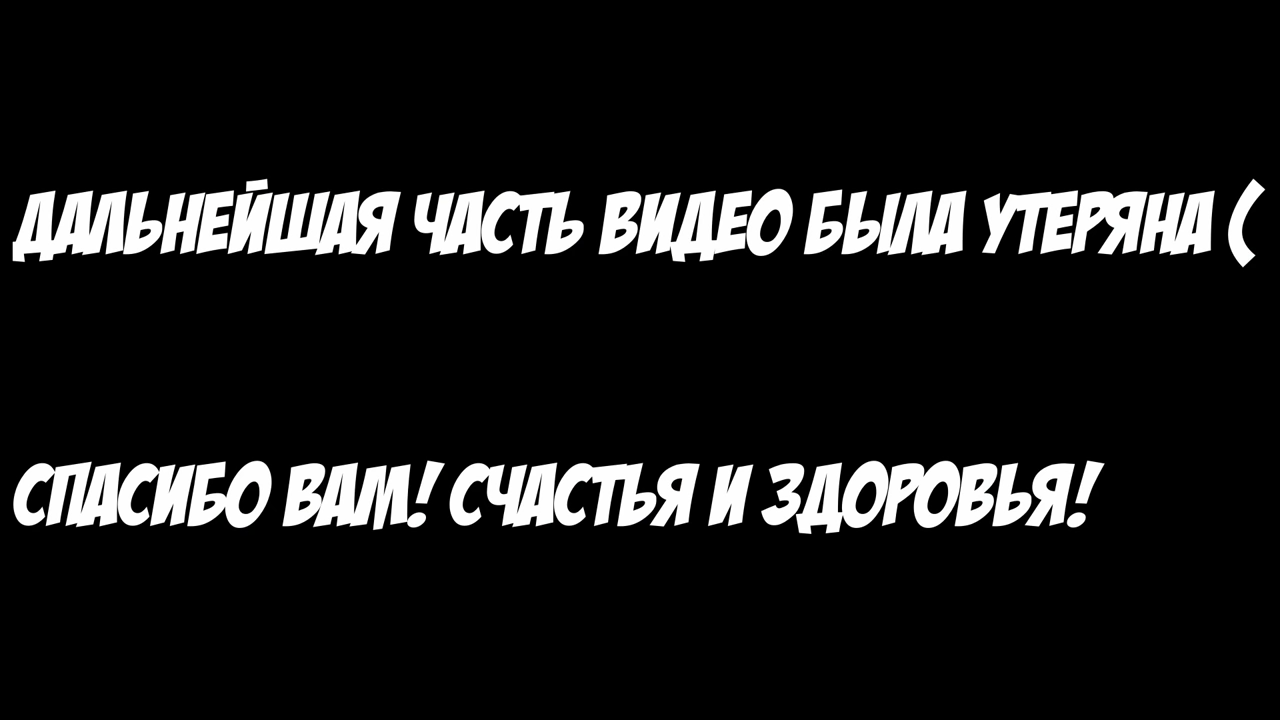 ДАЛЬНЕЙШАЯ ЧАСТЬ ВИДЕО БЫЛА УТЕРЯНА (
СПАСИБО ВАМ! СЧАСТЬЯ И ЗДОРОВЬЯ!